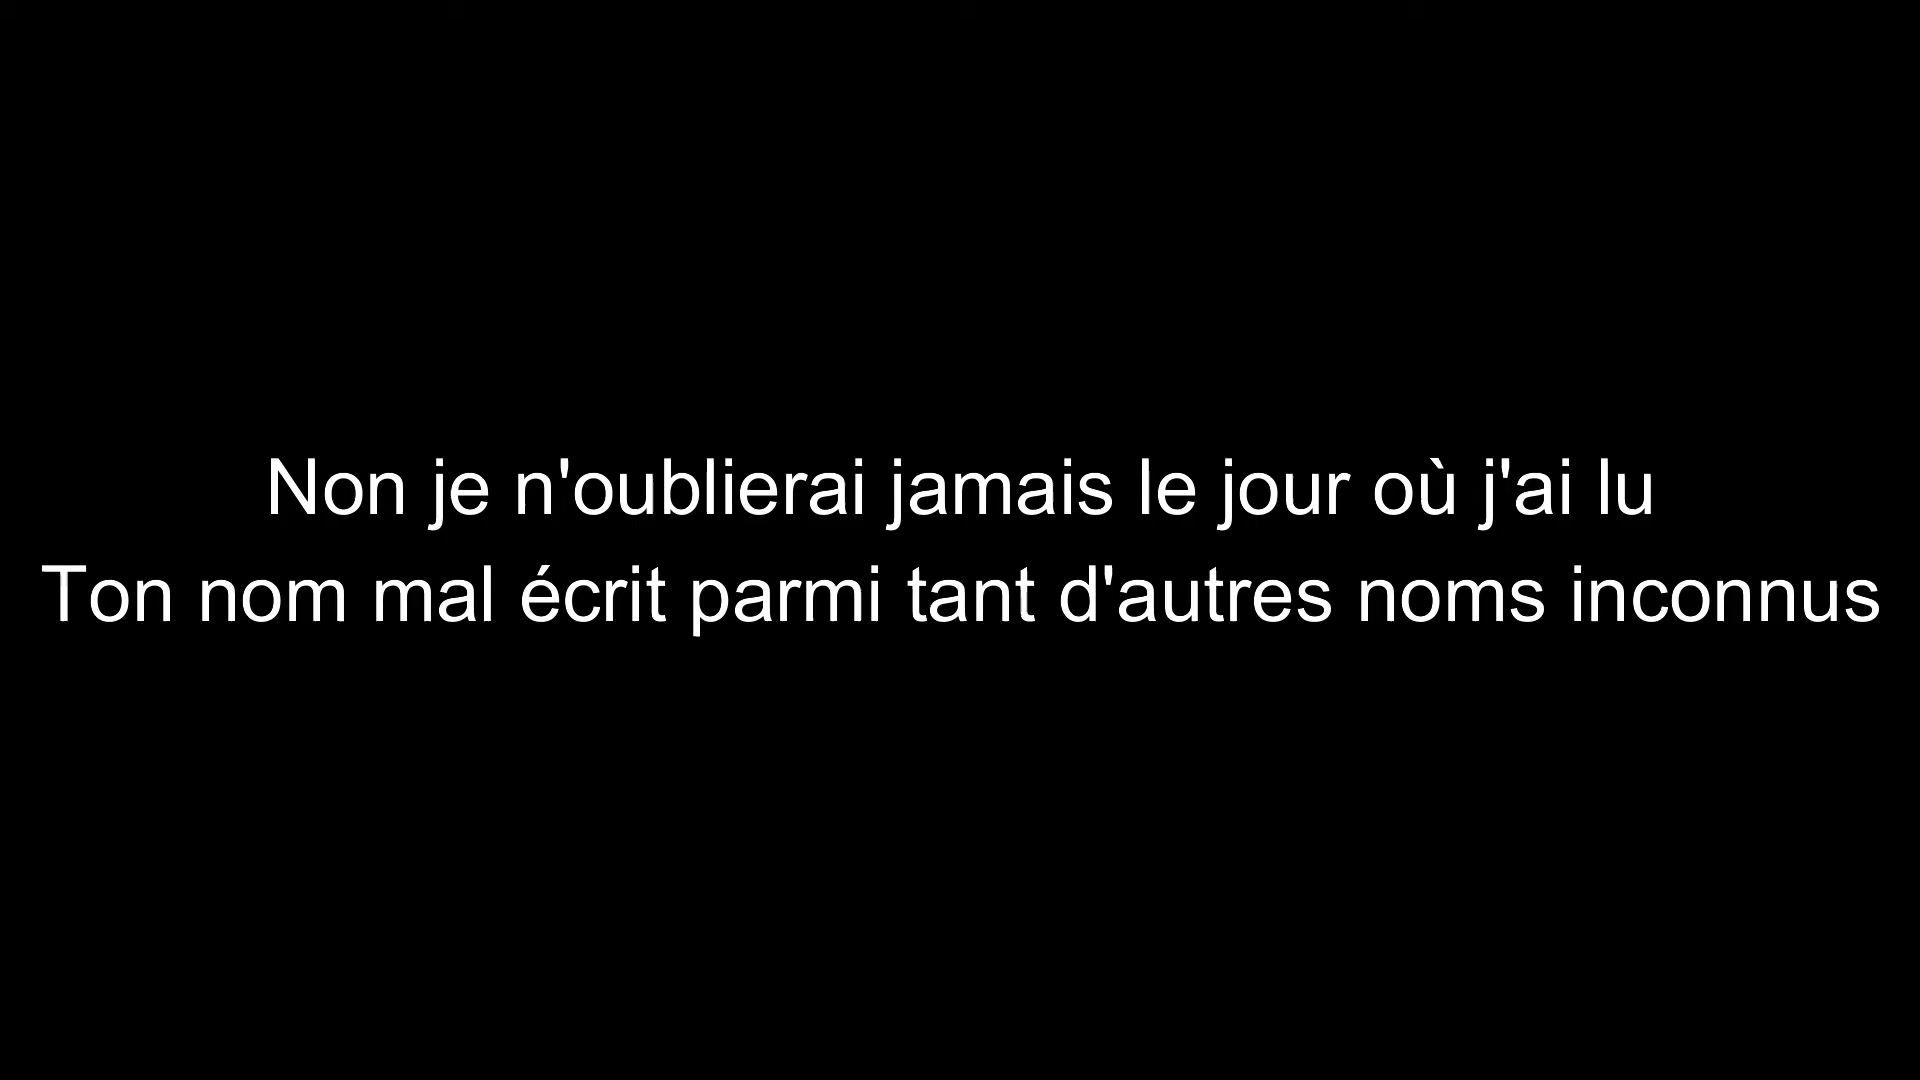 Non je n'oublierai jamais le jour où j'ai lu
Ton nom mal écrit parmi tant d'autres noms inconnus